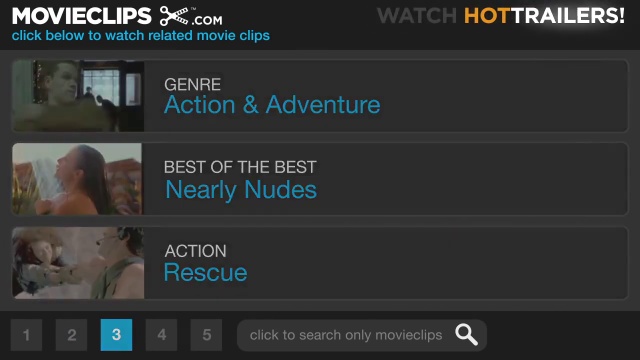 MOVIECLIPS .COM™
WATCH HOTTRAILERS!
click below to watch related movie clips
GENRE
Action & Adventure
BEST OF THE BEST
Nearly Nudes
ACTION
Rescue
1 2 3 4 5 click to search only movieclips